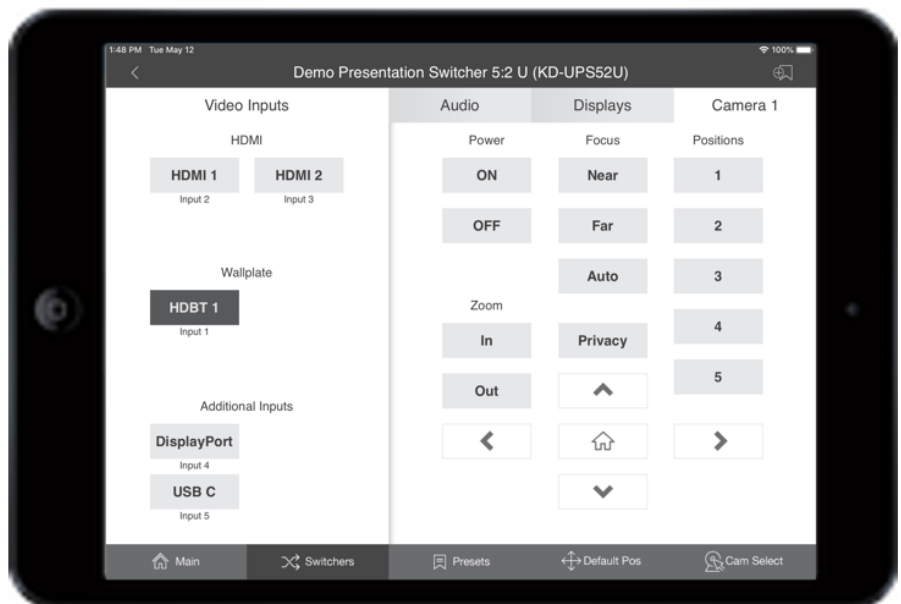 1:48 PM Tue May 12
100%
Demo Presentation Switcher 5:2 U (KD-UPS52U)
Video Inputs
HDMI
HDMI 1
HDMI 2
Input 2
Input 3
Wallplate
HDBT 1
Input 1
Additional Inputs
DisplayPort
Input 4
USB C
Input 5
Audio
Displays
Camera 1
Power
Focus
Positions
ON
Near
1
OFF
Far
2
Auto
3
Zoom
In
Privacy
4
Out
5
Main
Switchers
Presets
Default Pos
Cam Select